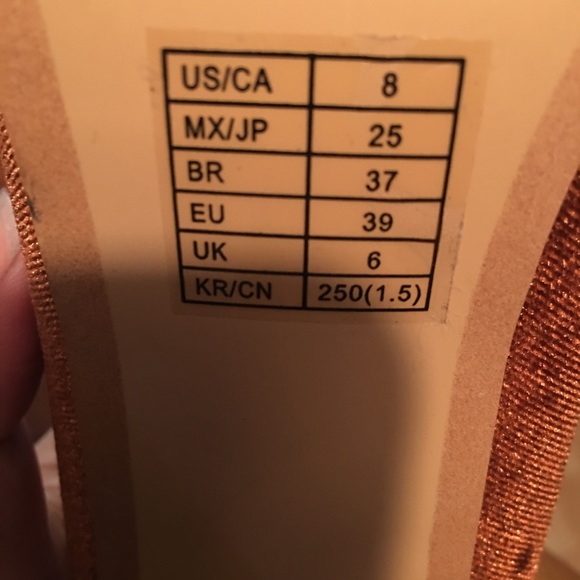 US/CA 8
MX/JP 25
BR 37
EU 39
UK 6
KR/CN 250(1.5)